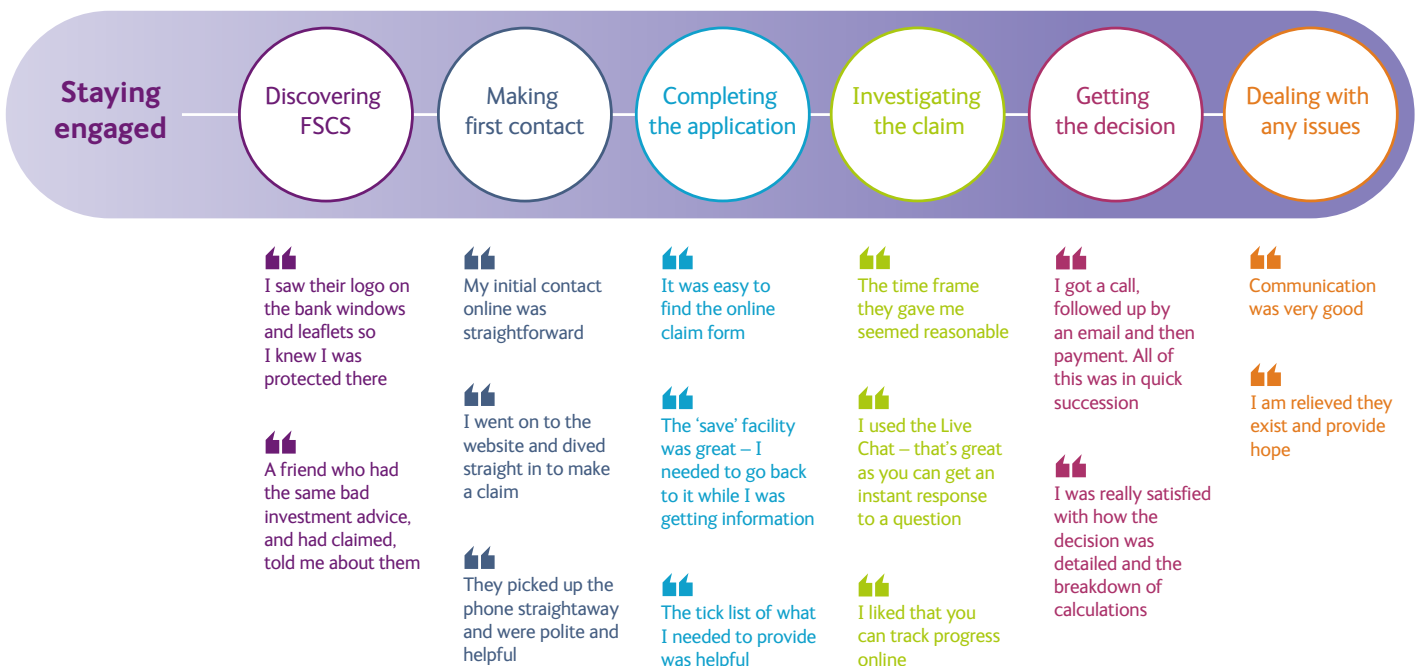 Staying
engaged
Discovering
FSCS
Making
first contact
Completing
the application
Investigating
the claim
Getting
the decision
Dealing with
any issues
I saw their logo on
the bank windows
and leaflets so
I knew I was
protected there
A friend who had
the same bad
investment advice,
and had claimed,
told me about them
My initial contact
online was
straightforward
I went on to the
website and dived
straight in to make
a claim
They picked up the
phone straightaway
and were polite and
helpful
It was easy to
find the online
claim form
The ‘save’ facility
was great – I
needed to go back
to it while I was
getting information
The tick list of what
I needed to provide
was helpful
The time frame
they gave me
seemed reasonable
I used the Live
Chat – that’s great
as you can get an
instant response
to a question
I liked that you
can track progress
online
I got a call,
followed up by
an email and then
payment. All of
this was in quick
succession
I was really satisfied
with how the
decision was
detailed and the
breakdown of
calculations
Communication
was very good
I am relieved they
exist and provide
hope